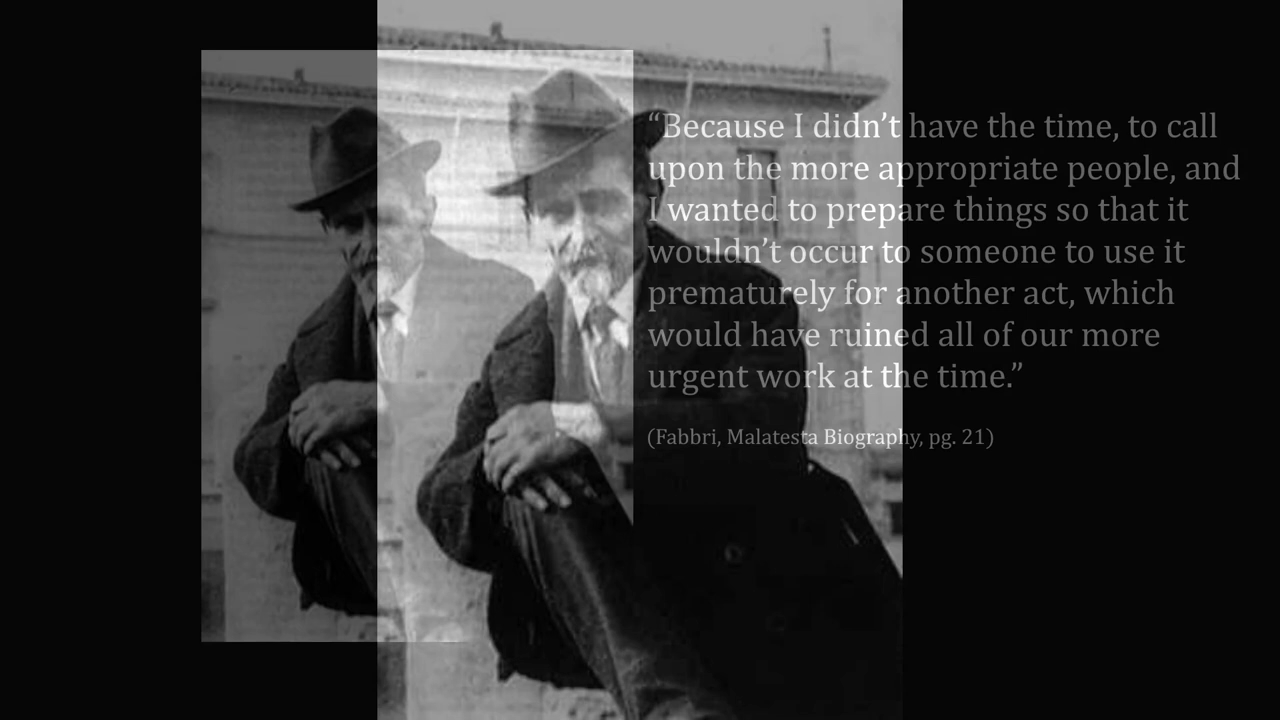 “Because I didn’t have the time, to call
upon the more appropriate people, and
I wanted to prepare things so that it
wouldn’t occur to someone to use it
prematurely for another act, which
would have ruined all of our more
urgent work at the time.”
(Fabbri, Malatesta Biography, pg. 21)